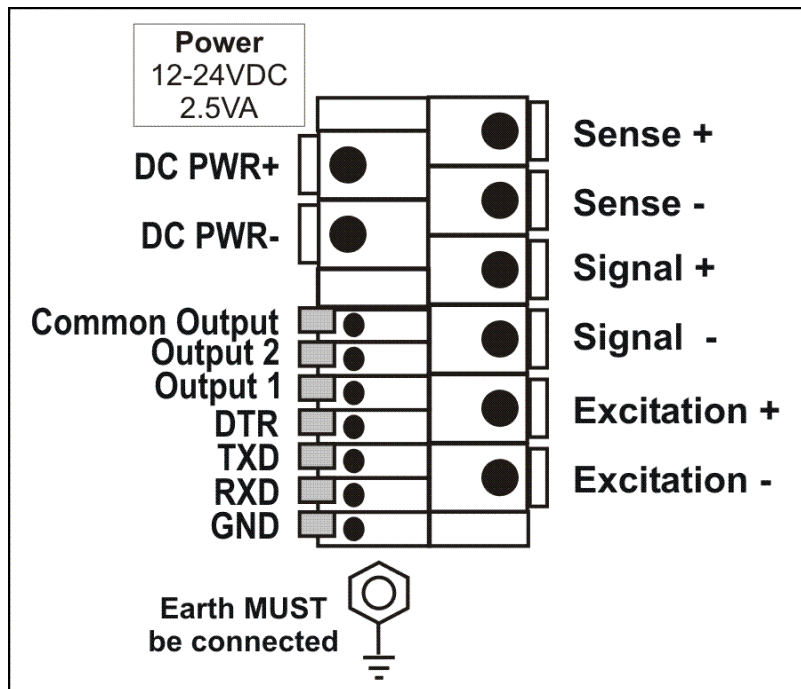 Power
12-24VDC
2.5VA
DC PWR+
DC PWR-
Common Output
Output 2
Output 1
DTR
TXD
RXD
GND
Sense +
Sense -
Signal +
Signal -
Excitation +
Excitation -
Earth MUST
be connected